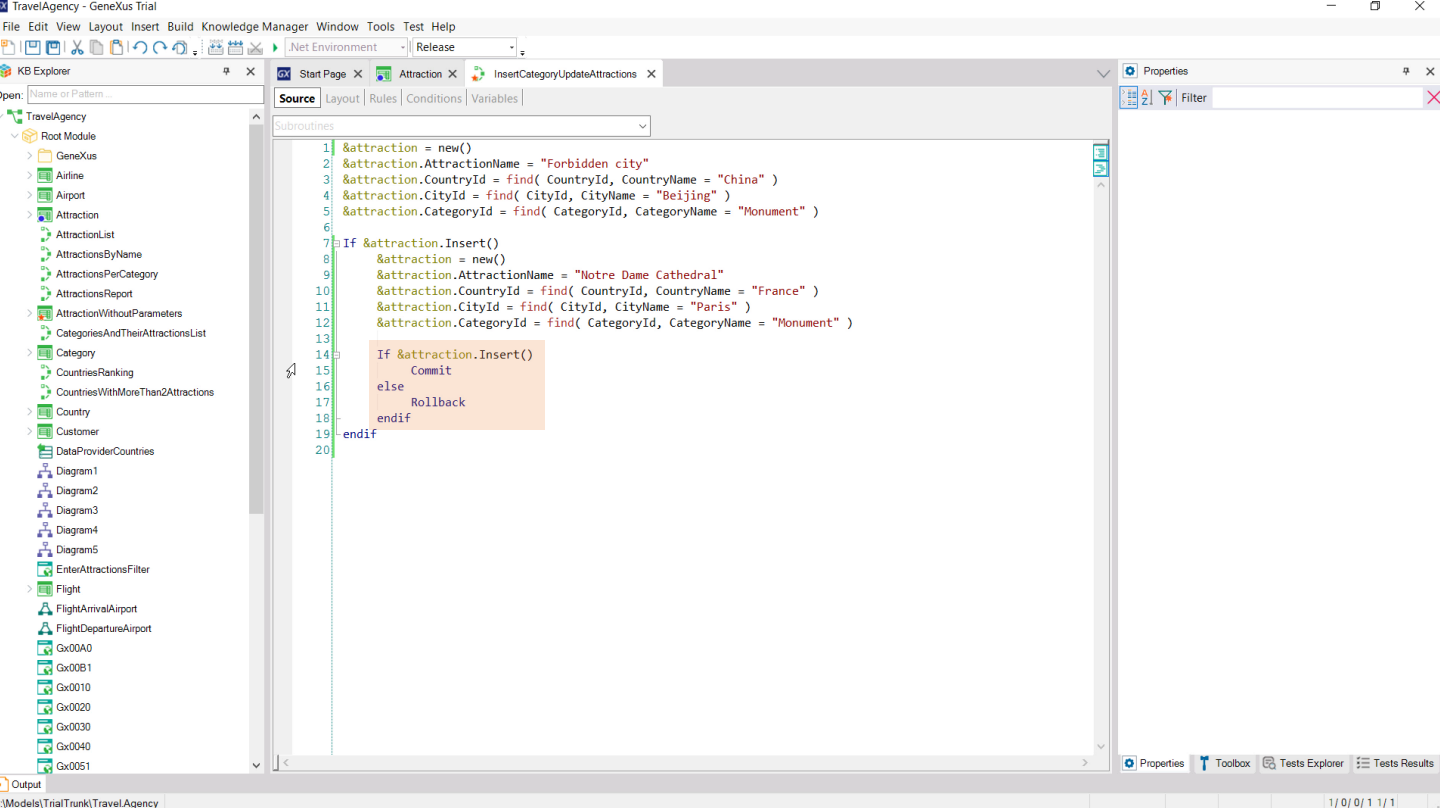 TravelAgency - GeneXus Trial
File Edit View Layout Insert Build Knowledge Manager Window Tools Test Help
.Net Environment Release
KB Explorer
Open: Name or Pattern ...
TravelAgency
Root Module
GeneXus
Airline
Airport
Attraction
AttractionList
AttractionsByName
AttractionsPerCategory
AttractionsReport
AttractionWithoutParameters
CategoriesAndTheirAttractionsList
Category
CountriesRanking
CountriesWithMoreThan2Attractions
Country
Customer
DataProviderCountries
Diagram1
Diagram2
Diagram3
Diagram4
Diagram5
EnterAttractionsFilter
Flight
FlightArrivalAirport
FlightDepartureAirport
Gx00A0
Gx00B1
Gx0010
Gx0020
Gx0030
Gx0040
Gx0051
Start Page Attraction InsertCategoryUpdateAttractions
Source Layout Rules Conditions Variables
Subroutines
1 &attraction = new()
2 &attraction.AttractionName = "Forbidden city"
3 &attraction.CountryId = find( CountryId, CountryName = "China" )
4 &attraction.CityId = find( CityId, CityName = "Beijing" )
5 &attraction.CategoryId = find( CategoryId, CategoryName = "Monument" )
6
7 If &attraction.Insert()
8 &attraction = new()
9 &attraction.AttractionName = "Notre Dame Cathedral"
10 &attraction.CountryId = find( CountryId, CountryName = "France" )
11 &attraction.CityId = find( CityId, CityName = "Paris" )
12 &attraction.CategoryId = find( CategoryId, CategoryName = "Monument" )
13
14 If &attraction.Insert()
15 Commit
16 else
17 Rollback
18 endif
19 endif
20
Properties
Filter
Properties Toolbox Tests Explorer Tests Results
Output
:\Models\TrialTrunk\Travel.Agency
1/ 0/ 0/ 1 1/ 1